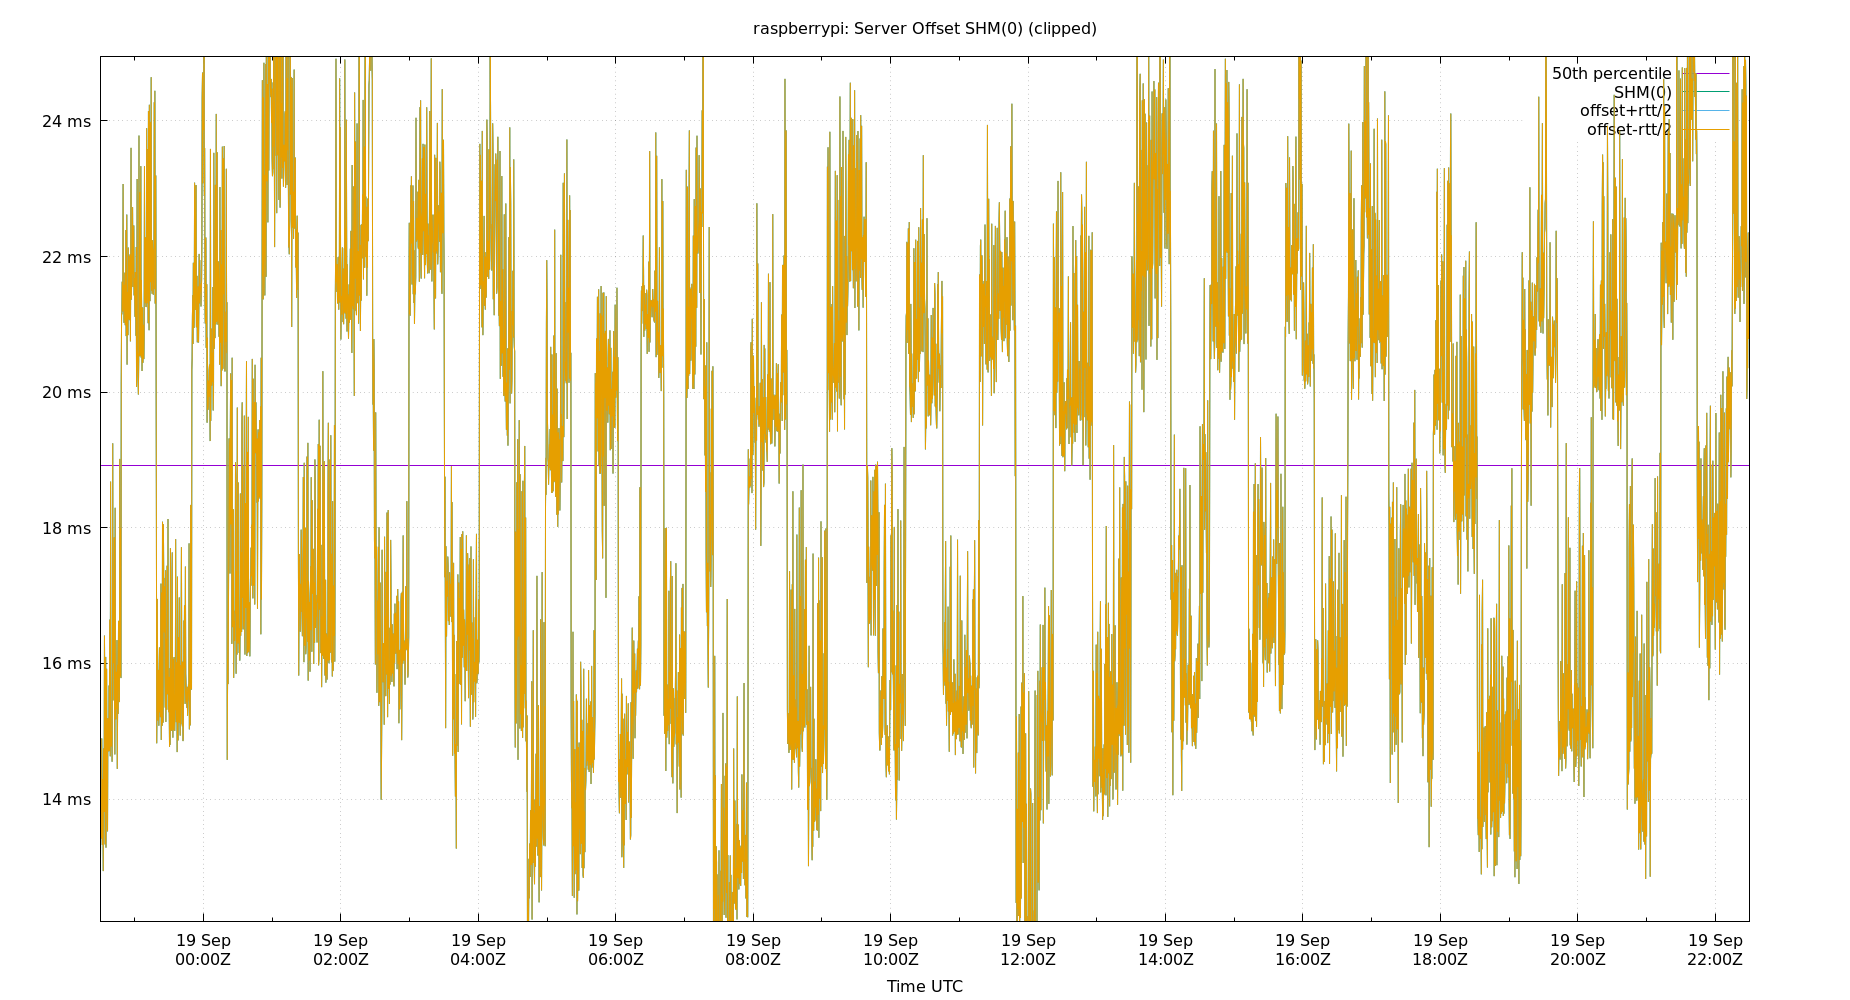 raspberrypi: Server Offset SHM(0) (clipped)
50th percentile
SHM(0)
offset+rtt/2
offset-rtt/2
24 ms
22 ms
20 ms
18 ms
16 ms
14 ms
19 Sep 19 Sep 19 Sep 19 Sep 19 Sep 19 Sep 19 Sep 19 Sep 19 Sep 19 Sep 19 Sep 19 Sep
00:00Z 02:00Z 04:00Z 06:00Z 08:00Z 10:00Z 12:00Z 14:00Z 16:00Z 18:00Z 20:00Z 22:00Z
Time UTC